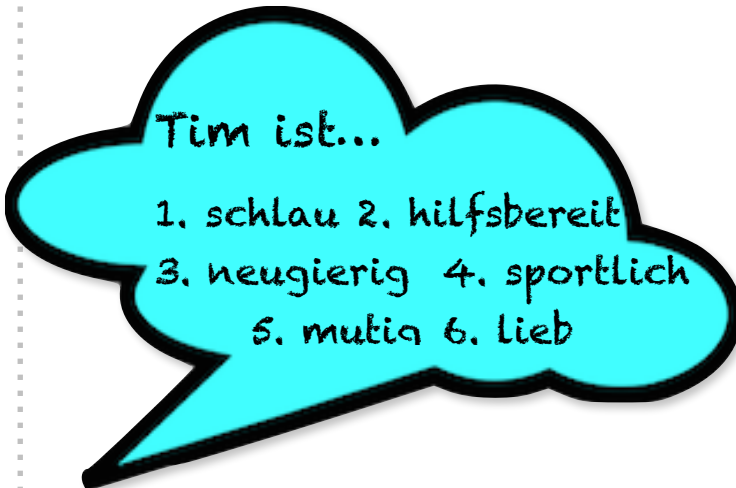 Tim ist...
1. schlau 2. hilfsbereit
3. neugierig 4. sportlich
5. mutig 6. lieb